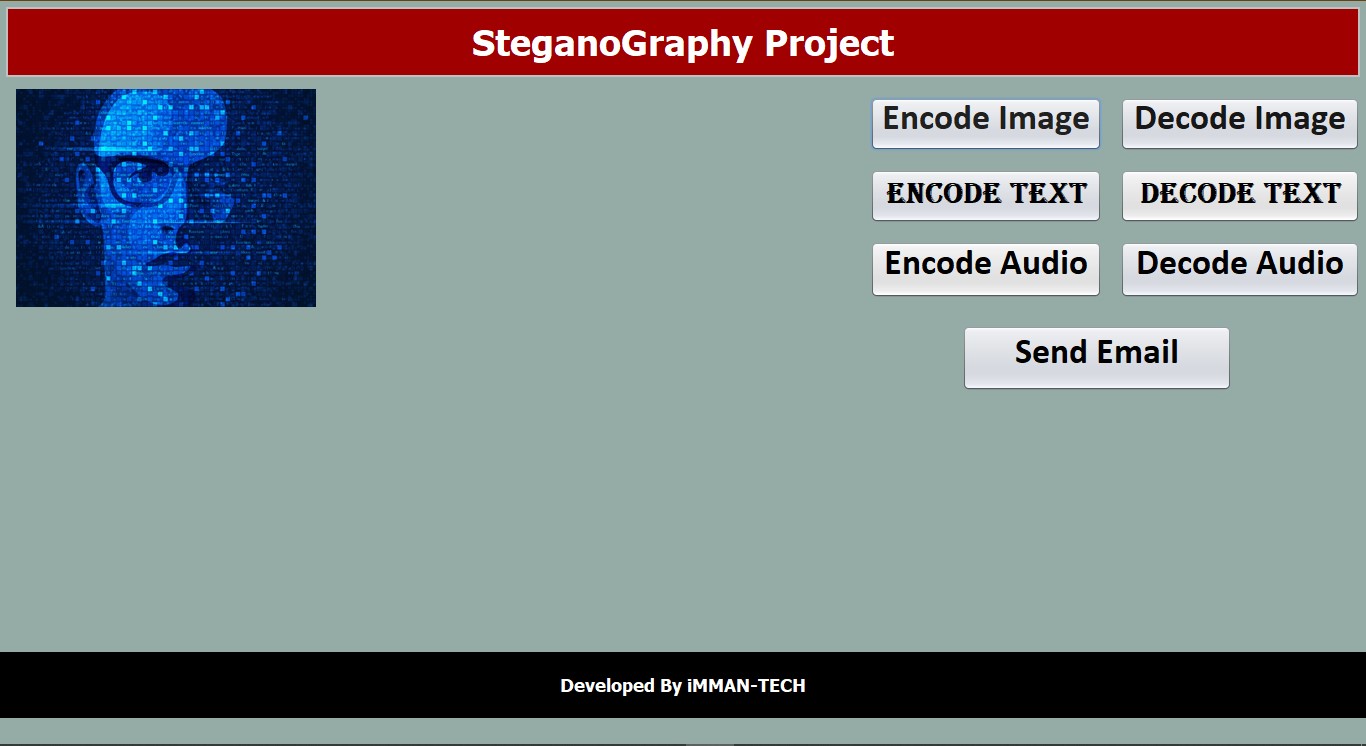 SteganoGraphy Project
Encode Image
Decode Image
ENCODE TEXT
DECODE TEXT
Encode Audio
Decode Audio
Send Email
Developed By iMMAN-TECH